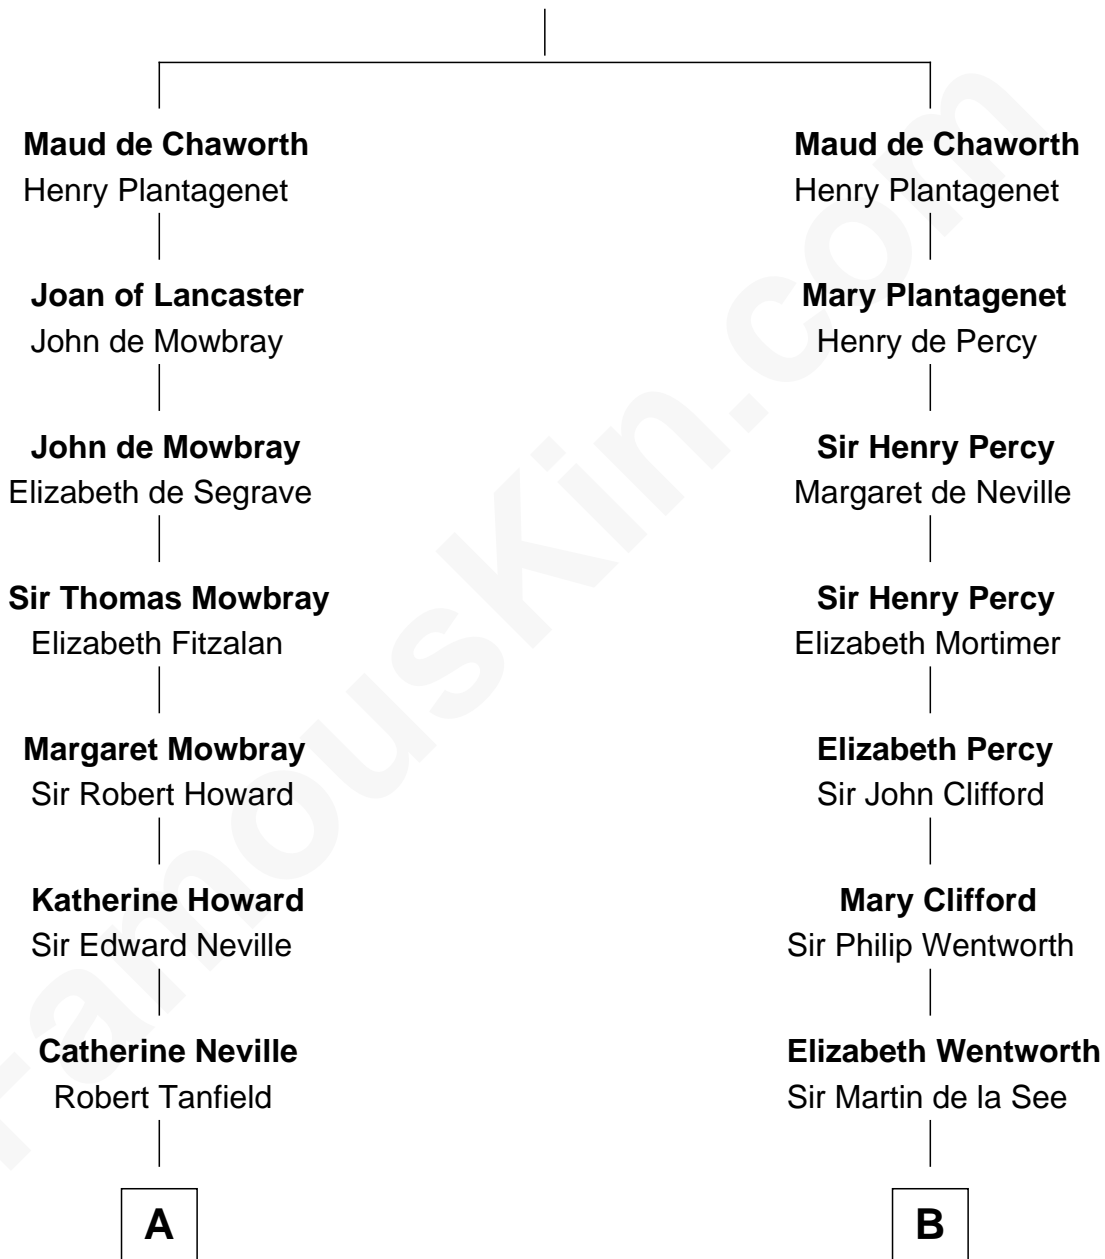 Maud de Chaworth
Henry Plantagenet
Joan of Lancaster
John de Mowbray
John de Mowbray
Elizabeth de Segrave
Sir Thomas Mowbray
Elizabeth Fitzalan
Margaret Mowbray
Sir Robert Howard
Katherine Howard
Sir Edward Neville
Catherine Neville
Robert Tanfield
A
Maud de Chaworth
Henry Plantagenet
Mary Plantagenet
Henry de Percy
Sir Henry Percy
Margaret de Neville
Sir Henry Percy
Elizabeth Mortimer
Elizabeth Percy
Sir John Clifford
Mary Clifford
Sir Philip Wentworth
Elizabeth Wentworth
Sir Martin de la See
B
FamousKin.com